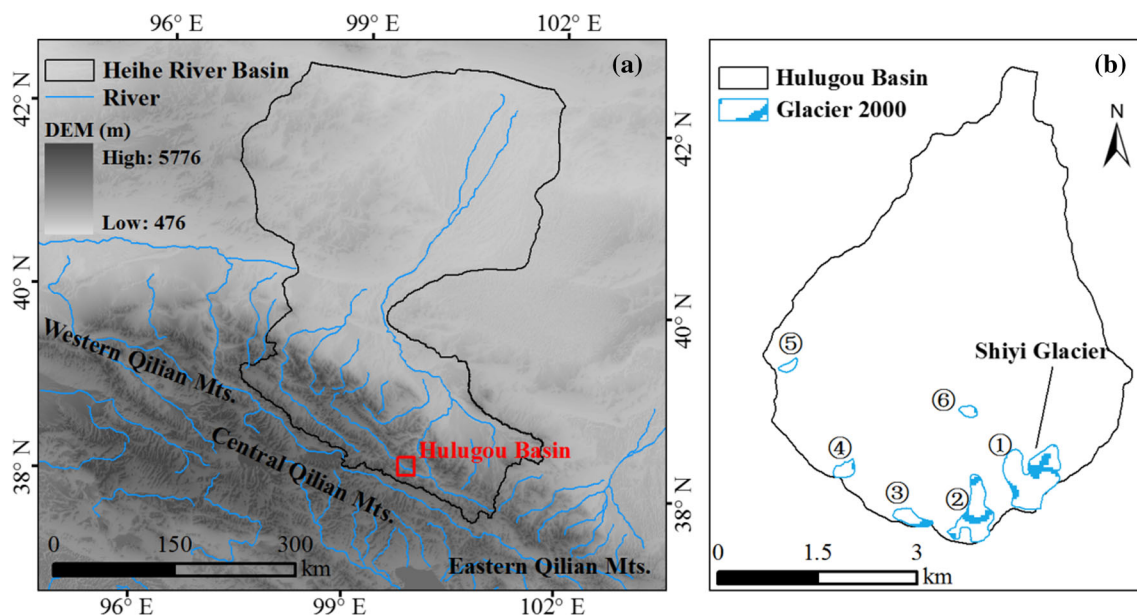 96° E 99° E 102° E
(a)
Heihe River Basin
River
DEM (m)
High: 5776
Low: 476
42° N
40° N
38° N
42° N
40° N
38° N
Western Qilian Mts.
Central Qilian Mts.
Eastern Qilian Mts.
Hulugou Basin
0 150 300
km
96° E 99° E 102° E
(b)
Hulugou Basin
Glacier 2000
N
Shiyi Glacier
⑤
⑥
④
①
③
②
0 1.5 3
km